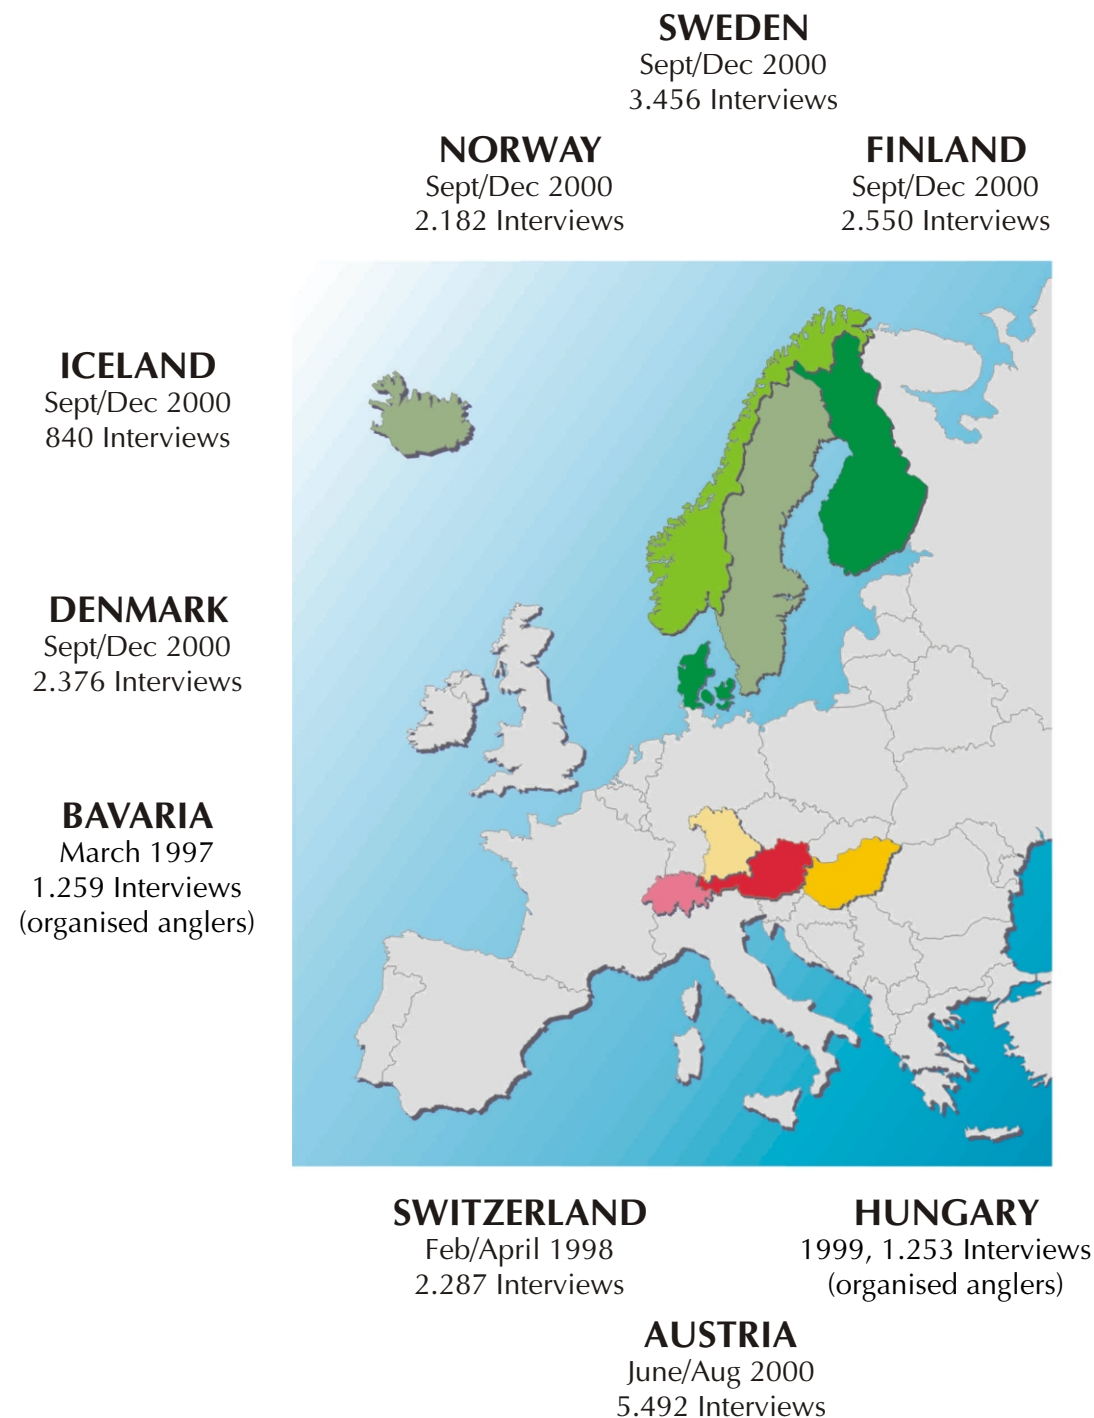 SWEDEN
Sept/Dec 2000
3.456 Interviews
NORWAY
Sept/Dec 2000
2.182 Interviews
FINLAND
Sept/Dec 2000
2.550 Interviews
ICELAND
Sept/Dec 2000
840 Interviews
DENMARK
Sept/Dec 2000
2.376 Interviews
BAVARIA
March 1997
1.259 Interviews
(organised anglers)
SWITZERLAND
Feb/April 1998
2.287 Interviews
HUNGARY
1999, 1.253 Interviews
(organised anglers)
AUSTRIA
June/Aug 2000
5.492 Interviews